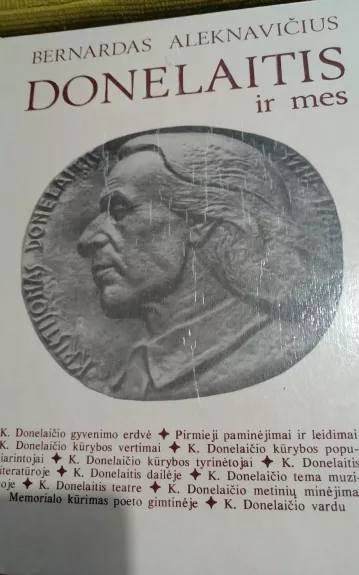 BERNARDAS ALEKNAVIČIUS
DONELAITIS
ir mes
KRISTIJONAS DONELAITIS
K. Donelaičio gyvenimo erdvė ✦ Pirmieji paminėjimai ir leidimai
K. Donelaičio kūrybos vertimai ✦ K. Donelaičio kūrybos popu-
liarintojai ✦ K. Donelaičio kūrybos tyrinėtojai ✦ K. Donelaitis
literatūroje ✦ K. Donelaitis dailėje ✦ K. Donelaičio tema muzi-
koje ✦ K. Donelaitis teatre ✦ K. Donelaičio metinių minėjimai
Memorialo kūrimas poeto gimtinėje ✦ K. Donelaičio vardu